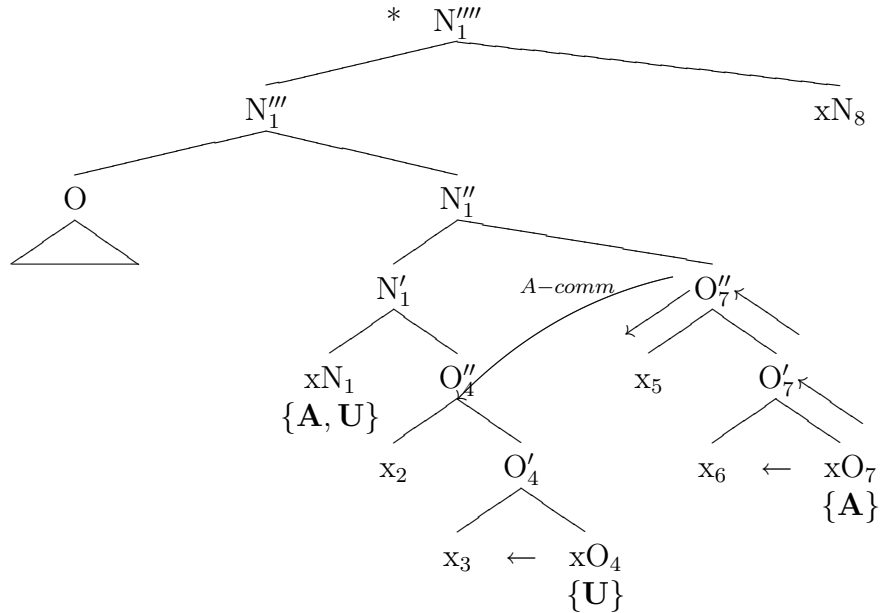 * N₁′′′′
N₁′′′ xN₈
O N₁′′
N₁′ A−comm O₇′′
xN₁ O₄′′ x₅ O₇′
{A, U} x₂ O₄′ x₆ ← xO₇
{A}
x₃ ← xO₄
{U}